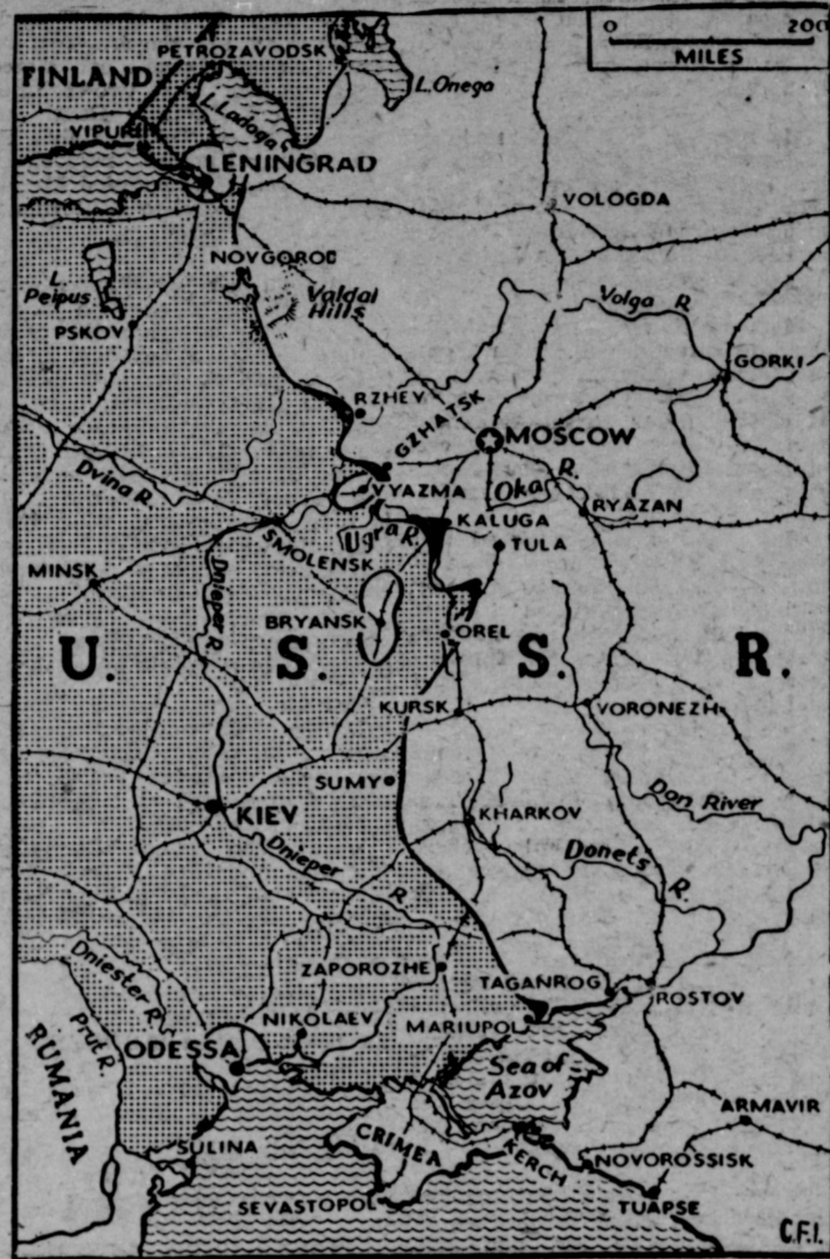 0 200
MILES
PETROZAVODSK
FINLAND
L. Onega
L. Ladoga
VIPURI
LENINGRAD
VOLOGDA
NOVGOROD
L. Peipus
Valdai
Hills
Volga R.
PSKOV
GORKI
RZHEV
GZHATSK
MOSCOW
Dvina R.
VYAZMA
Oka R.
RYAZAN
KALUGA
SMOLENSK
Ugra R.
TULA
MINSK
Dnieper R.
BRYANSK
OREL
U. S. S. R.
KURSK
VORONEZH
SUMY
Don River
KIEV
KHARKOV
Dnieper R.
Donets R.
Dniester R.
ZAPOROZHE
TAGANROG
ROSTOV
NIKOLAEV
MARIUPOL
Prut R.
ODESSA
RUMANIA
Sea of
Azov
ARMAVIR
SULINA
CRIMEA
KERCH
NOVOROSSISK
SEVASTOPOL
TUAPSE
C.F.I.